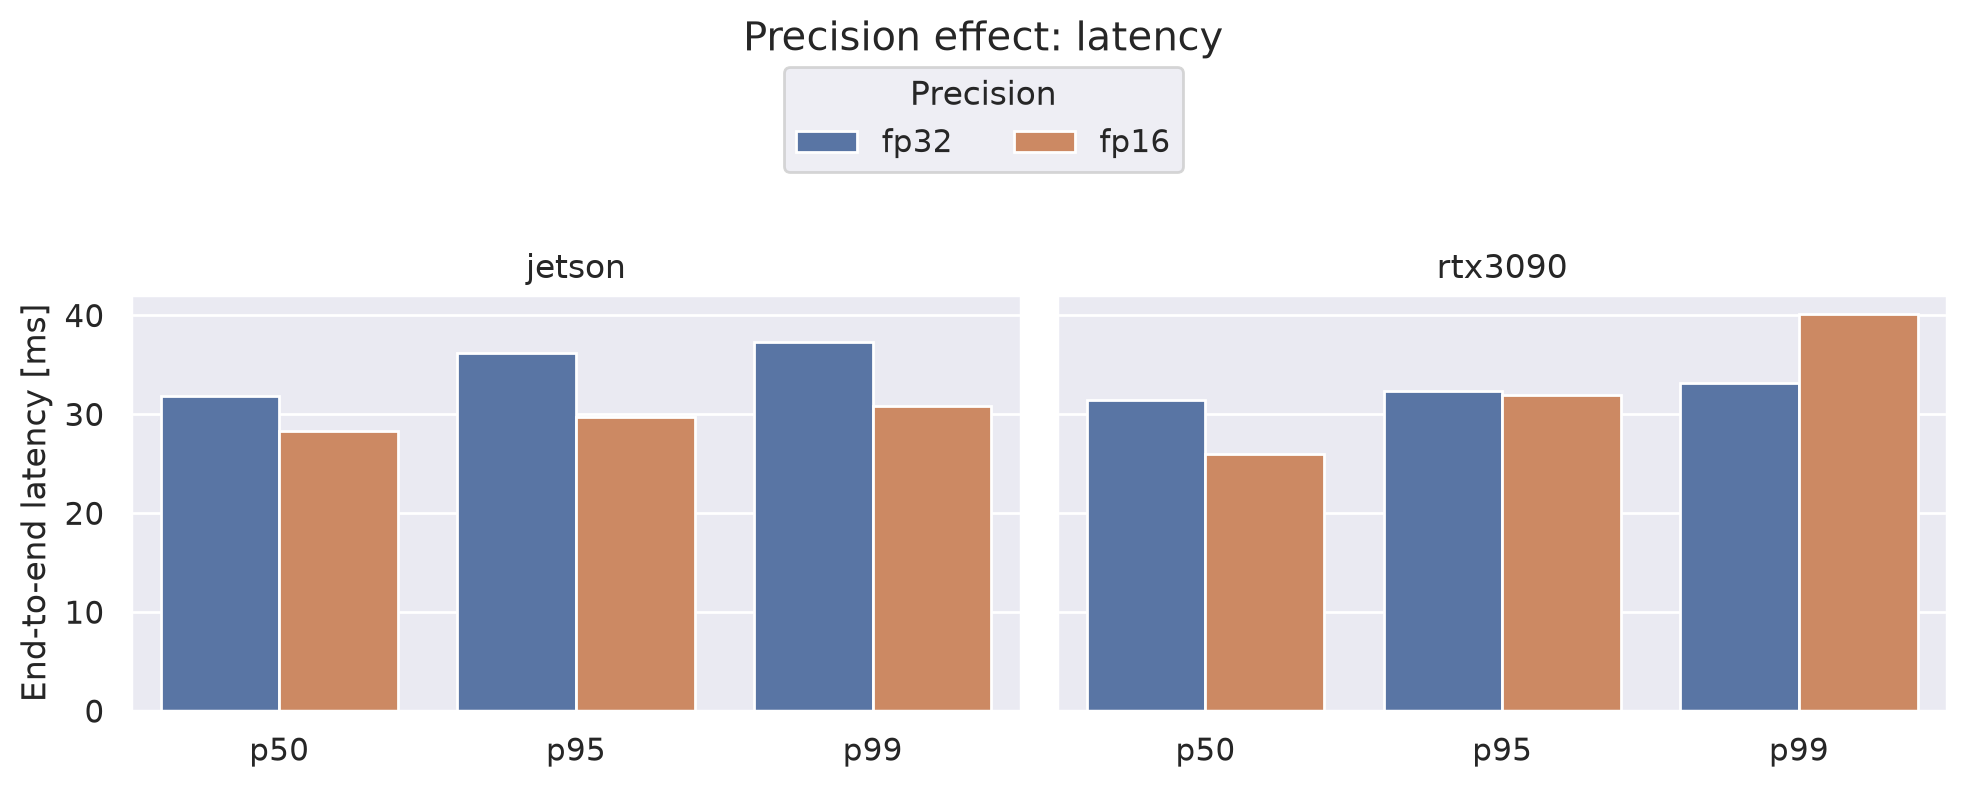 Precision effect: latency
Precision
fp32 fp16
jetson rtx3090
End-to-end latency [ms]
40
30
20
10
0
p50 p95 p99 p50 p95 p99